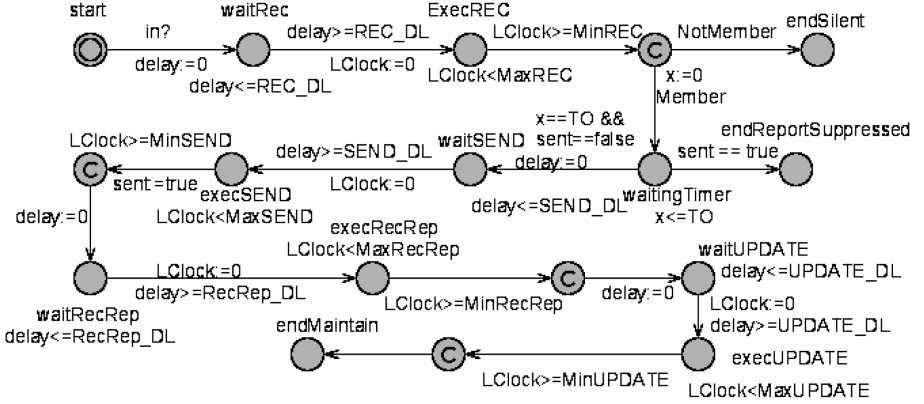 start
waitRec
ExecREC
in?
delay>=REC_DL
LClock>=MinREC
NotMember
endSilent
C
delay:=0
LClock:=0
delay<=REC_DL
LClock<MaxREC
x:=0
Member
x==TO &&
sent==false
endReportSuppressed
LClock>=MinSEND
delay>=SEND_DL
waitSEND
delay:=0
sent == true
C
sent=true
execSEND
LClock:=0
waitingTimer
LClock<MaxSEND
delay<=SEND_DL
x<=TO
delay:=0
execRecRep
LClock<MaxRecRep
waitUPDATE
delay<=UPDATE_DL
LClock:=0
C
delay>=RecRep_DL
LClock>=MinRecRep
delay:=0
LClock:=0
delay>=UPDATE_DL
waitRecRep
delay<=RecRep_DL
endMaintain
C
execUPDATE
LClock>=MinUPDATE
LClock<MaxUPDATE